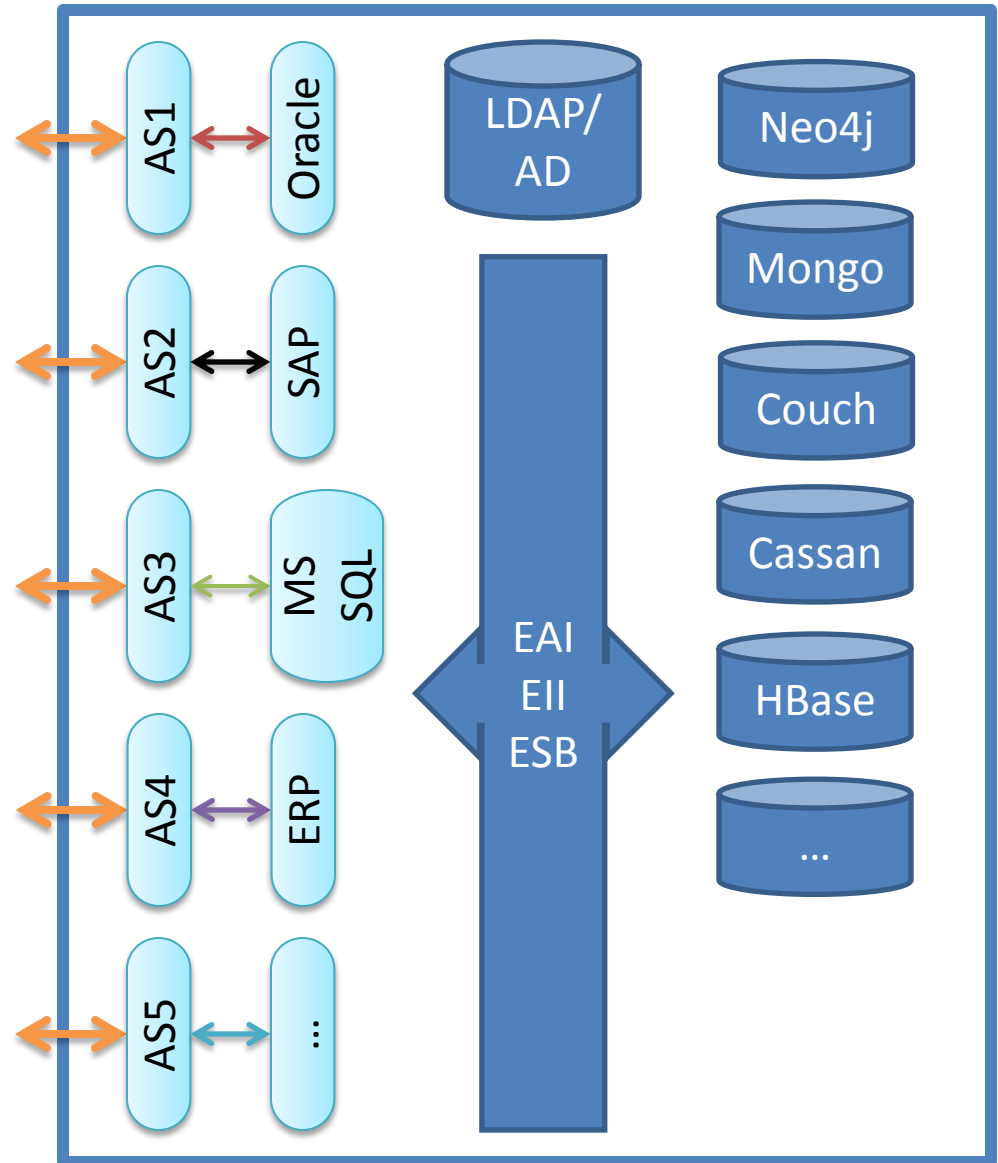 AS1
Oracle
LDAP/
AD
Neo4j
Mongo
AS2
SAP
Couch
AS3
MS
SQL
Cassan
EAI
EII
ESB
HBase
AS4
ERP
...
AS5
...